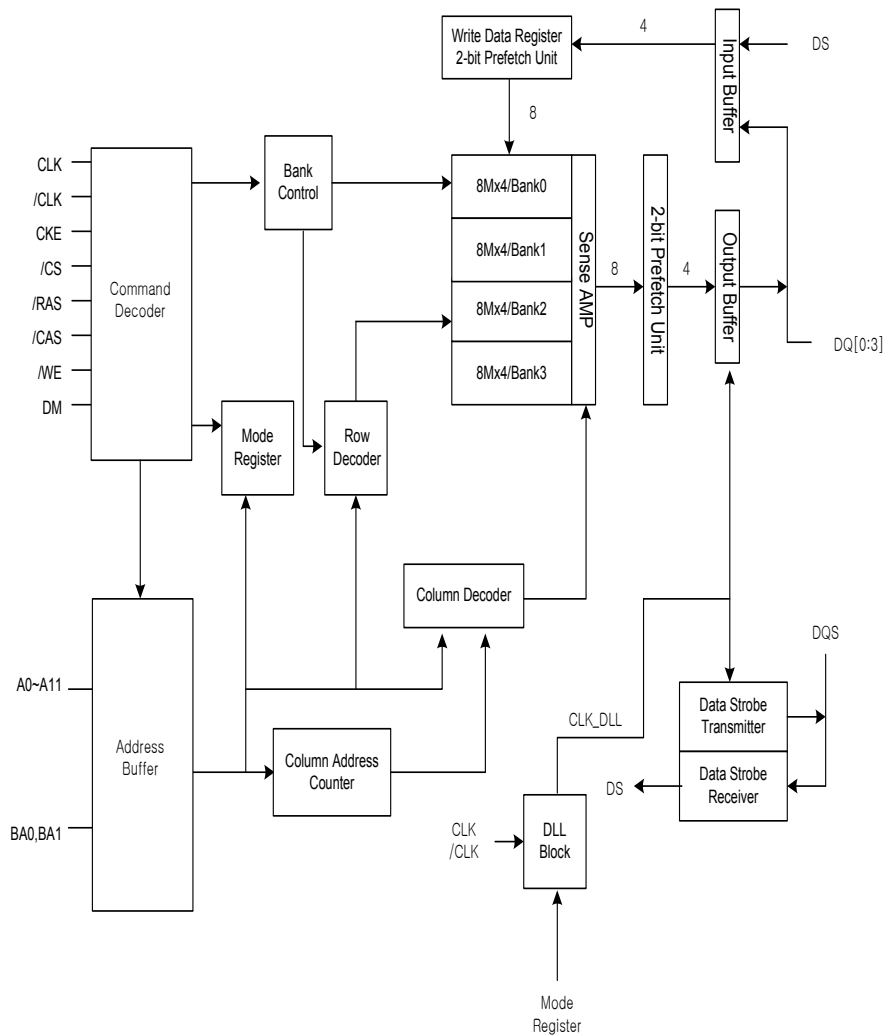 Write Data Register
2-bit Prefetch Unit
4
Input Buffer
DS
8
CLK
/CLK
CKE
/CS
/RAS
/CAS
/WE
DM
Command
Decoder
Bank
Control
8Mx4/Bank0
8Mx4/Bank1
8Mx4/Bank2
8Mx4/Bank3
Sense AMP
8
2-bit Prefetch Unit
4
Output Buffer
DQ[0:3]
Mode
Register
Row
Decoder
Column Decoder
A0~A11
BA0,BA1
Address
Buffer
Column Address
Counter
CLK_DLL
DQS
Data Strobe
Transmitter
Data Strobe
Receiver
DS
CLK
/CLK
DLL
Block
Mode
Register